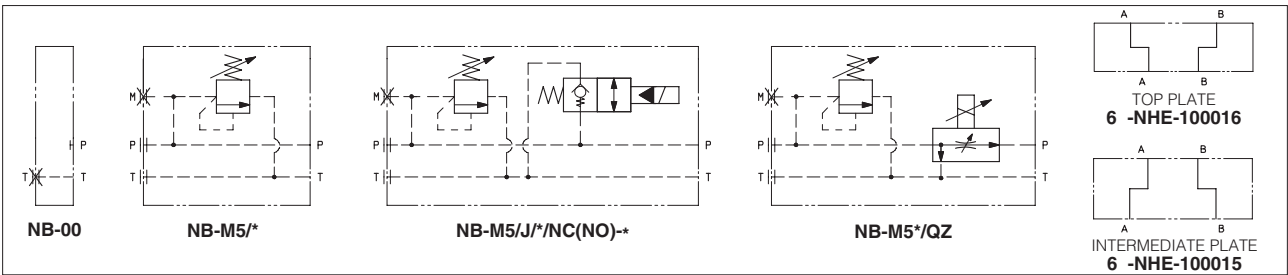 T P T
NB-00
M P T P T
NB-M5/*
M P T P T
NB-M5/J/*/NC(NO)-*
M P T P T
NB-M5*/QZ
A B
A B
TOP PLATE
6 -NHE-100016
A B
A B
INTERMEDIATE PLATE
6 -NHE-100015